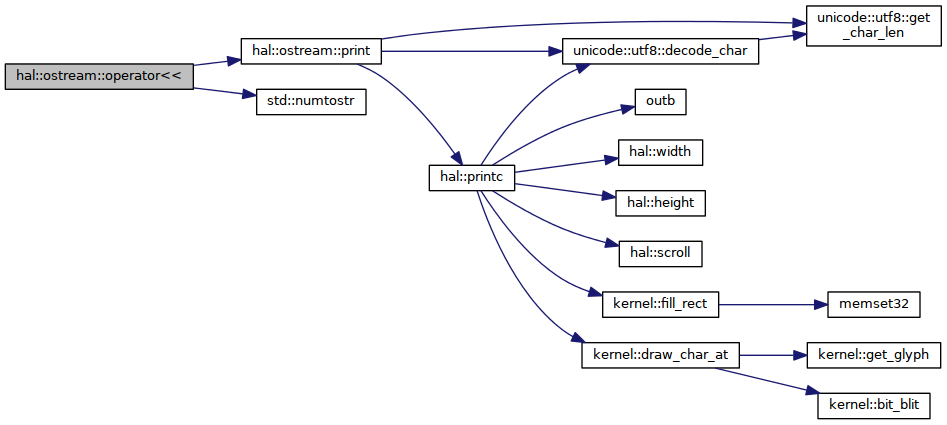 hal::ostream::operator<<
hal::ostream::print
std::numtostr
unicode::utf8::decode_char
unicode::utf8::get
_char_len
outb
hal::width
hal::printc
hal::height
hal::scroll
kernel::fill_rect
memset32
kernel::draw_char_at
kernel::get_glyph
kernel::bit_blit